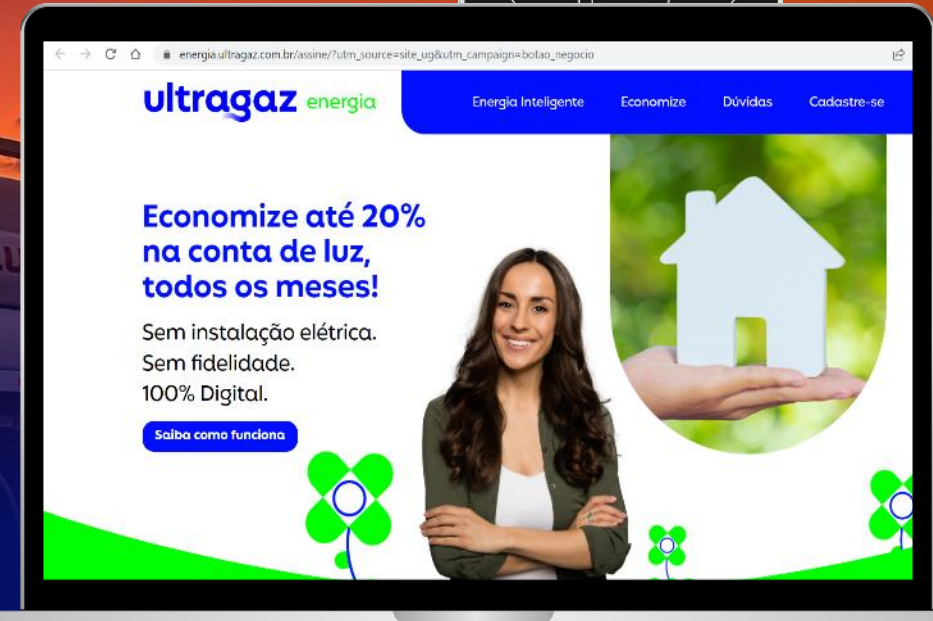 energia.ultragaz.com.br/assine/?utm_source=site_ug&utm_campaign=botao_negocio
ultragaz energia
Energia Inteligente Economize Dúvidas Cadastre-se
Economize até 20%
na conta de luz,
todos os meses!
Sem instalação elétrica.
Sem fidelidade.
100% Digital.
Saiba como funciona